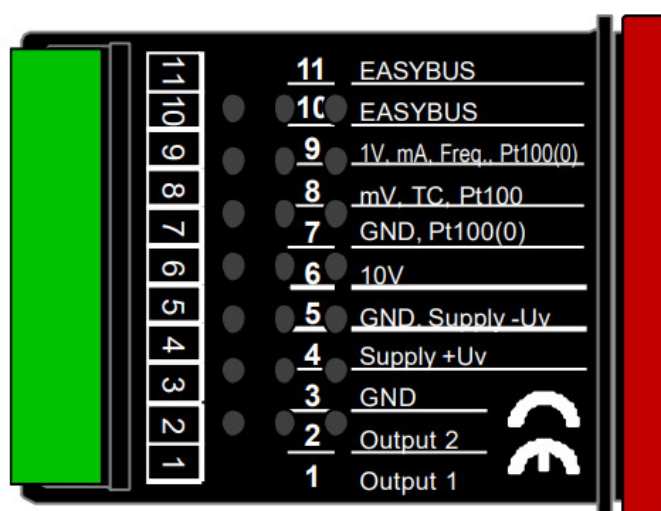 11 11 EASYBUS
10 10 EASYBUS
9 9 1V, mA, Freq., Pt100(0)
8 8 mV, TC, Pt100
7 7 GND, Pt100(0)
6 6 10V
5 5 GND, Supply -Uv
4 4 Supply +Uv
3 3 GND
2 2 Output 2
1 1 Output 1
CE